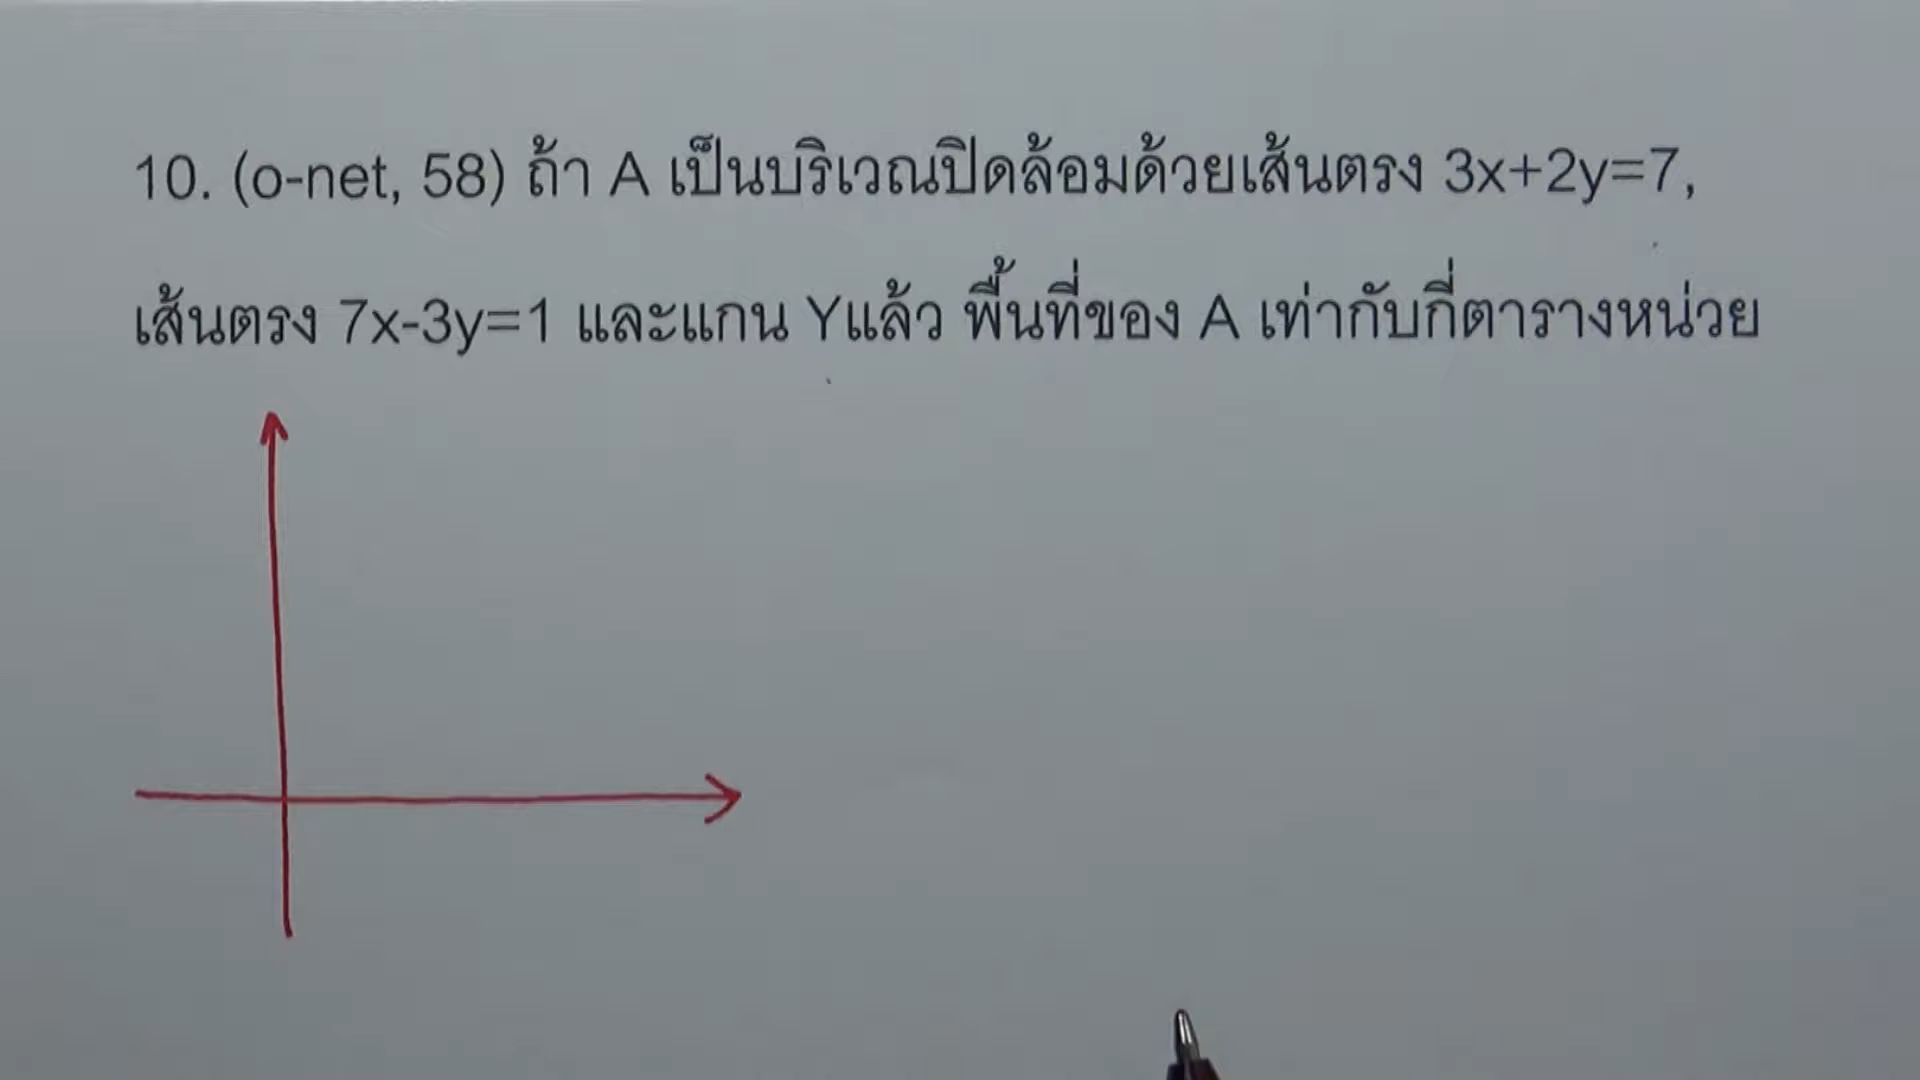 10. (o-net, 58) ถ้า A เป็นบริเวณปิดล้อมด้วยเส้นตรง 3x+2y=7,
เส้นตรง 7x-3y=1 และแกน Yแล้ว พื้นที่ของ A เท่ากับกี่ตารางหน่วย